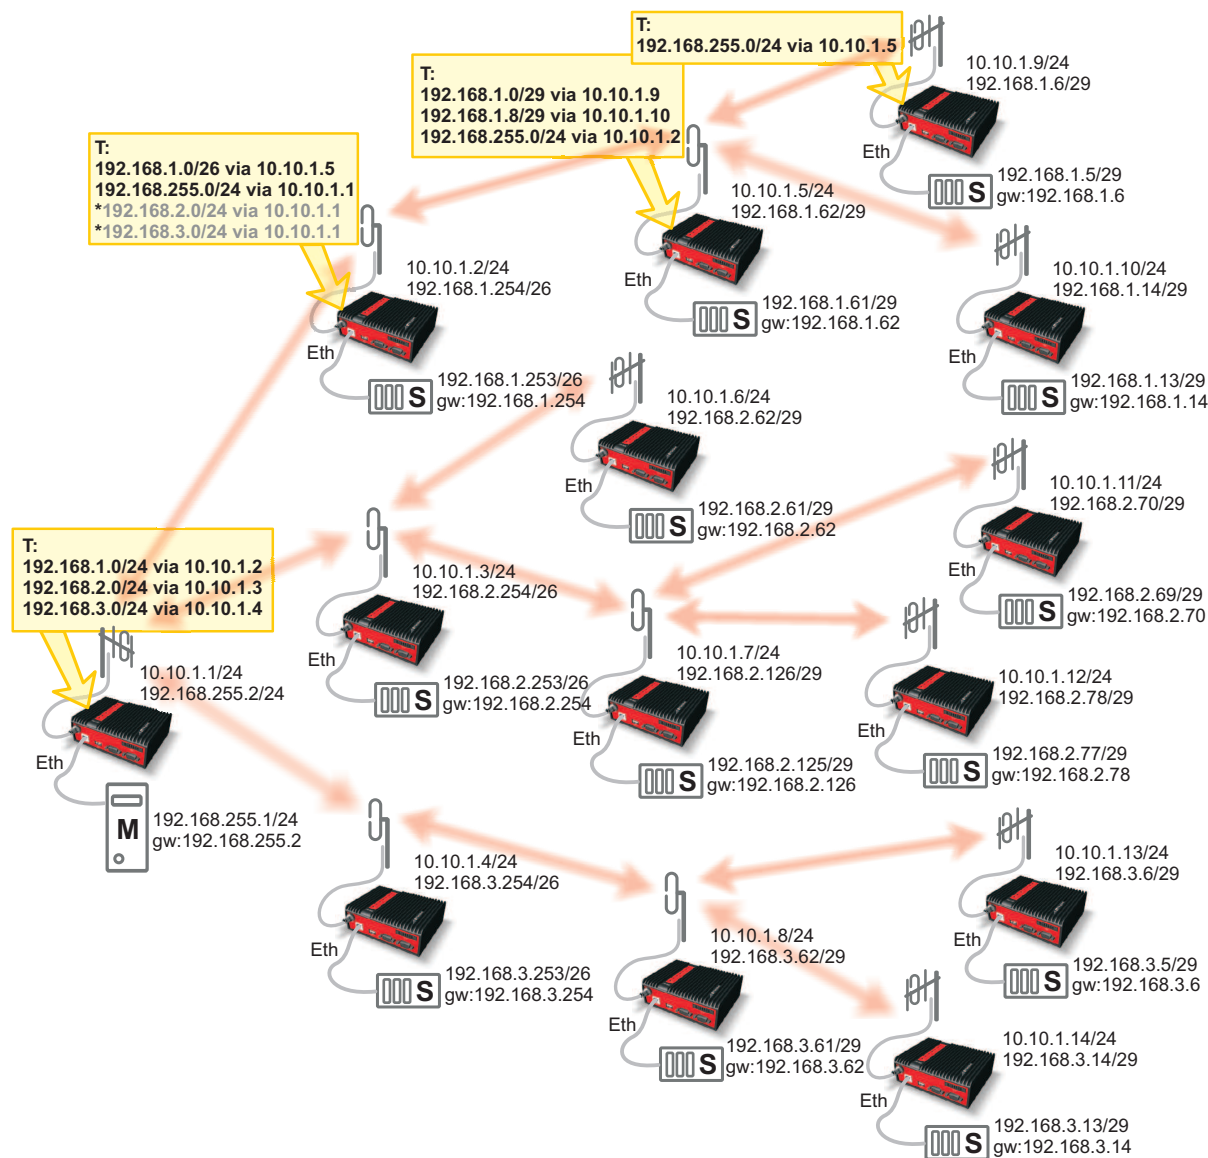 T:
192.168.255.0/24 via 10.10.1.5
10.10.1.9/24
192.168.1.6/29
Eth
S
192.168.1.5/29
gw:192.168.1.6
T:
192.168.1.0/29 via 10.10.1.9
192.168.1.8/29 via 10.10.1.10
192.168.255.0/24 via 10.10.1.2
10.10.1.5/24
192.168.1.62/29
Eth
S
192.168.1.61/29
gw:192.168.1.62
10.10.1.10/24
192.168.1.14/29
Eth
S
192.168.1.13/29
gw:192.168.1.14
T:
192.168.1.0/26 via 10.10.1.5
192.168.255.0/24 via 10.10.1.1
*192.168.2.0/24 via 10.10.1.1
*192.168.3.0/24 via 10.10.1.1
10.10.1.2/24
192.168.1.254/26
Eth
S
192.168.1.253/26
gw:192.168.1.254
10.10.1.6/24
192.168.2.62/29
Eth
S
192.168.2.61/29
gw:192.168.2.62
10.10.1.11/24
192.168.2.70/29
Eth
S
192.168.2.69/29
gw:192.168.2.70
T:
192.168.1.0/24 via 10.10.1.2
192.168.2.0/24 via 10.10.1.3
192.168.3.0/24 via 10.10.1.4
10.10.1.1/24
192.168.255.2/24
Eth
M
192.168.255.1/24
gw:192.168.255.2
10.10.1.3/24
192.168.2.254/26
Eth
S
192.168.2.253/26
gw:192.168.2.254
10.10.1.7/24
192.168.2.126/29
Eth
S
192.168.2.125/29
gw:192.168.2.126
10.10.1.12/24
192.168.2.78/29
Eth
S
192.168.2.77/29
gw:192.168.2.78
10.10.1.4/24
192.168.3.254/26
Eth
S
192.168.3.253/26
gw:192.168.3.254
10.10.1.8/24
192.168.3.62/29
Eth
S
192.168.3.61/29
gw:192.168.3.62
10.10.1.13/24
192.168.3.6/29
Eth
S
192.168.3.5/29
gw:192.168.3.6
10.10.1.14/24
192.168.3.14/29
Eth
S
192.168.3.13/29
gw:192.168.3.14